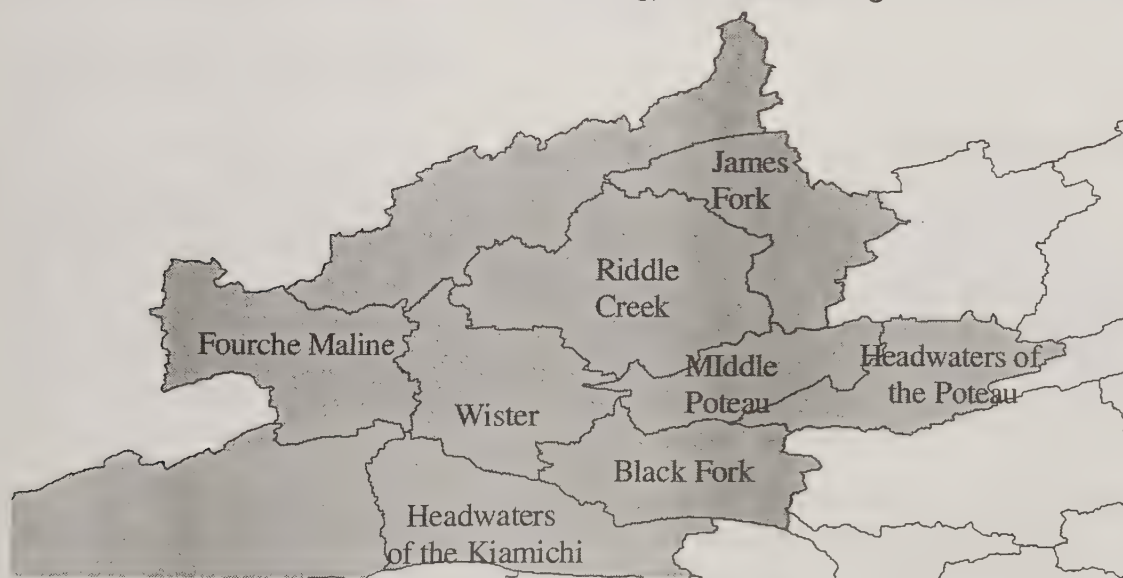 James
Fork
Riddle
Creek
Fourche Maline
MIddle
Poteau
Headwaters of
the Poteau
Wister
Black Fork
Headwaters
of the Kiamichi